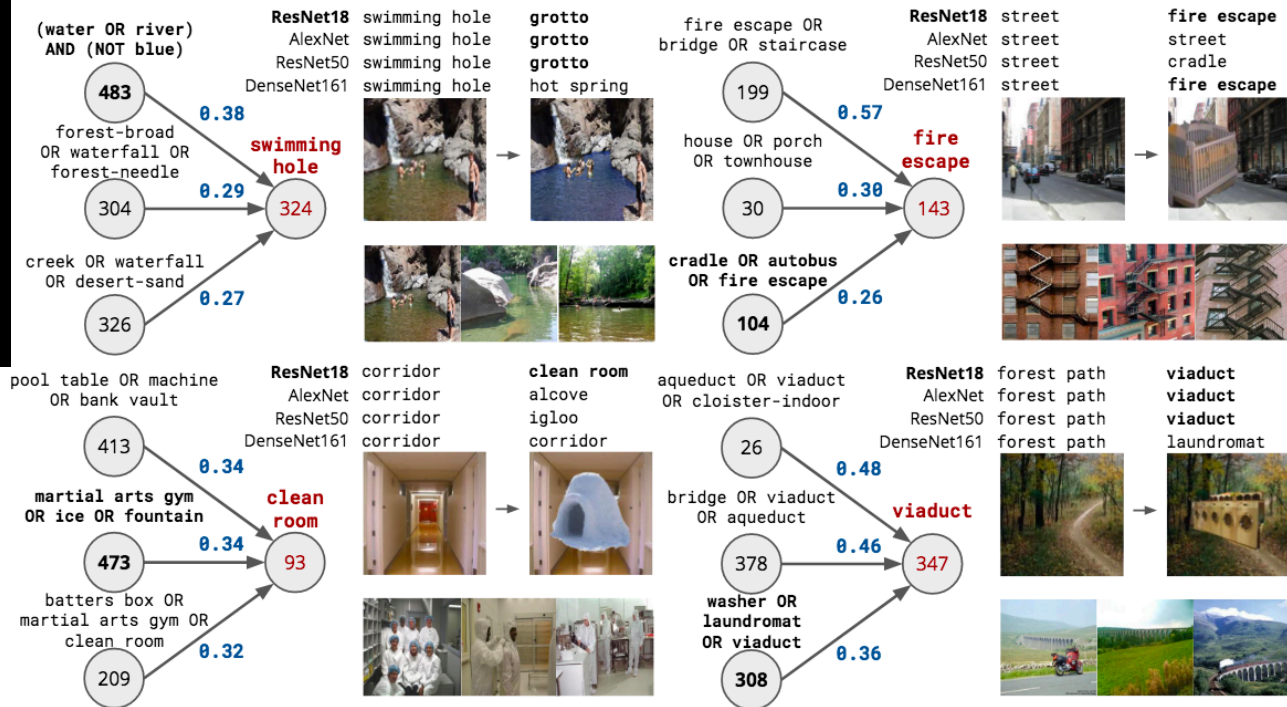 (water OR river)
AND (NOT blue)
483
0.38
forest-broad
OR waterfall OR
forest-needle
304
0.29
creek OR waterfall
OR desert-sand
326
0.27
swimming
hole
324
ResNet18 swimming hole grotto
AlexNet swimming hole grotto
ResNet50 swimming hole grotto
DenseNet161 swimming hole hot spring
fire escape OR
bridge OR staircase
199
0.57
house OR porch
OR townhouse
30
0.30
cradle OR autobus
OR fire escape
104
0.26
fire
escape
143
ResNet18 street fire escape
AlexNet street street
ResNet50 street cradle
DenseNet161 street fire escape
pool table OR machine
OR bank vault
413
0.34
martial arts gym
OR ice OR fountain
473
0.34
batters box OR
martial arts gym OR
clean room
209
0.32
clean
room
93
ResNet18 corridor clean room
AlexNet corridor alcove
ResNet50 corridor igloo
DenseNet161 corridor corridor
aqueduct OR viaduct
OR cloister-indoor
26
0.48
bridge OR viaduct
OR aqueduct
378
0.46
washer OR
laundromat
OR viaduct
308
0.36
viaduct
347
ResNet18 forest path viaduct
AlexNet forest path viaduct
ResNet50 forest path viaduct
DenseNet161 forest path laundromat